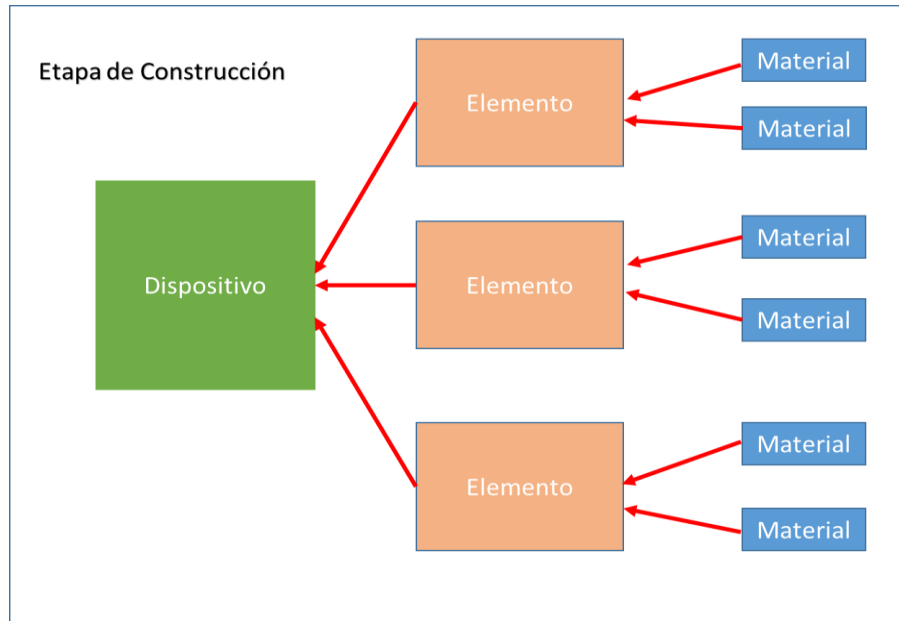 Etapa de Construcción
Elemento
Material
Material
Dispositivo
Elemento
Material
Material
Elemento
Material
Material